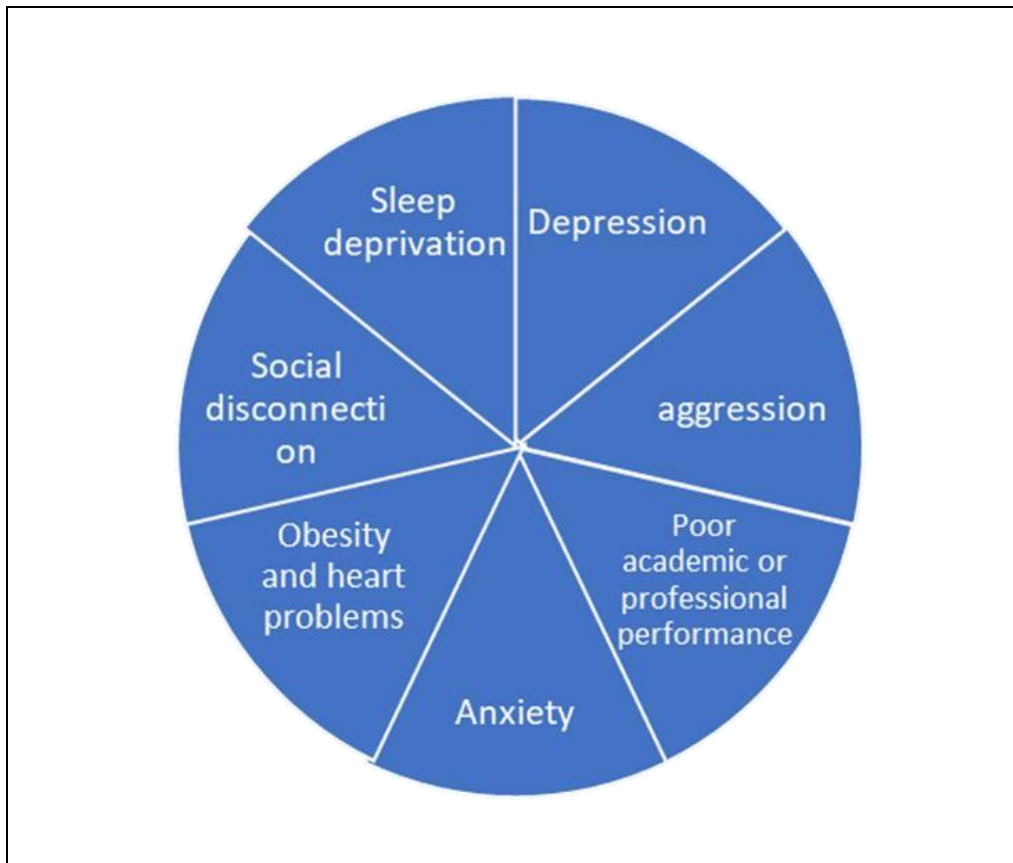 Sleep
deprivation
Depression
Social
disconnecti
on
aggression
Obesity
and heart
problems
Poor
academic or
professional
performance
Anxiety